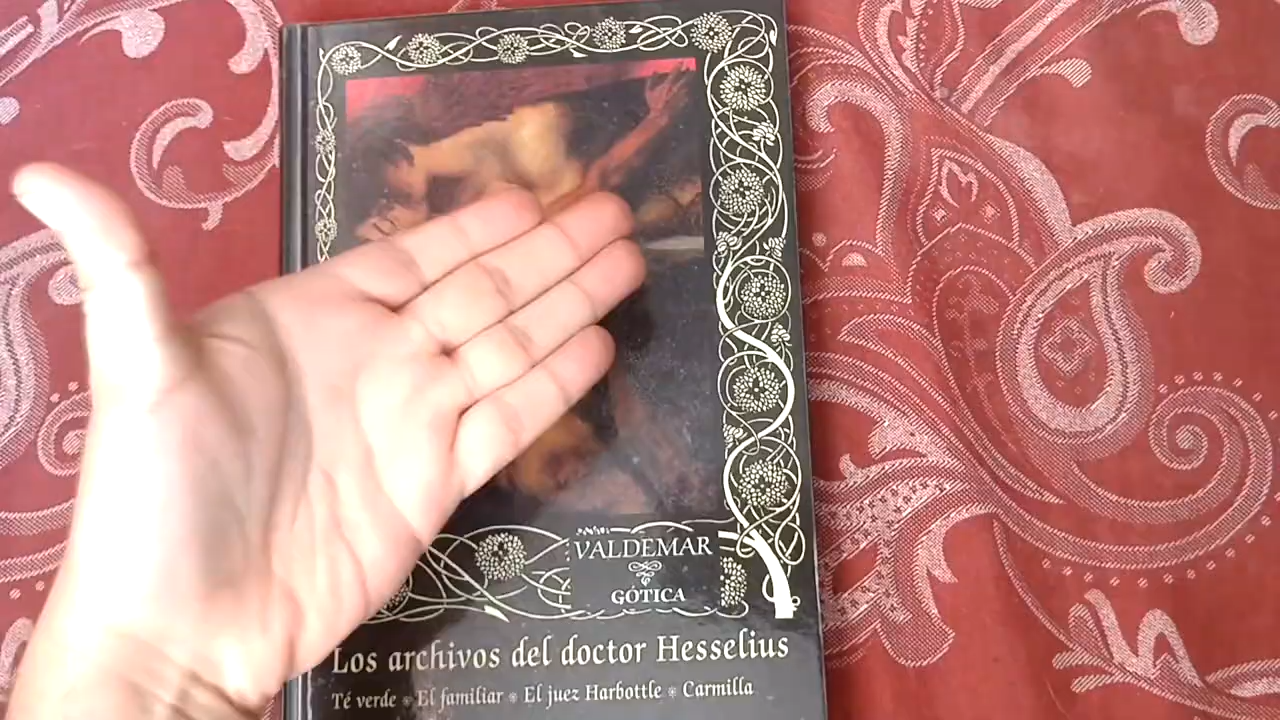 VALDEMAR
GÓTICA
Los archivos del doctor Hesselius
Té verde * El familiar * El juez Harbottle * Carmilla